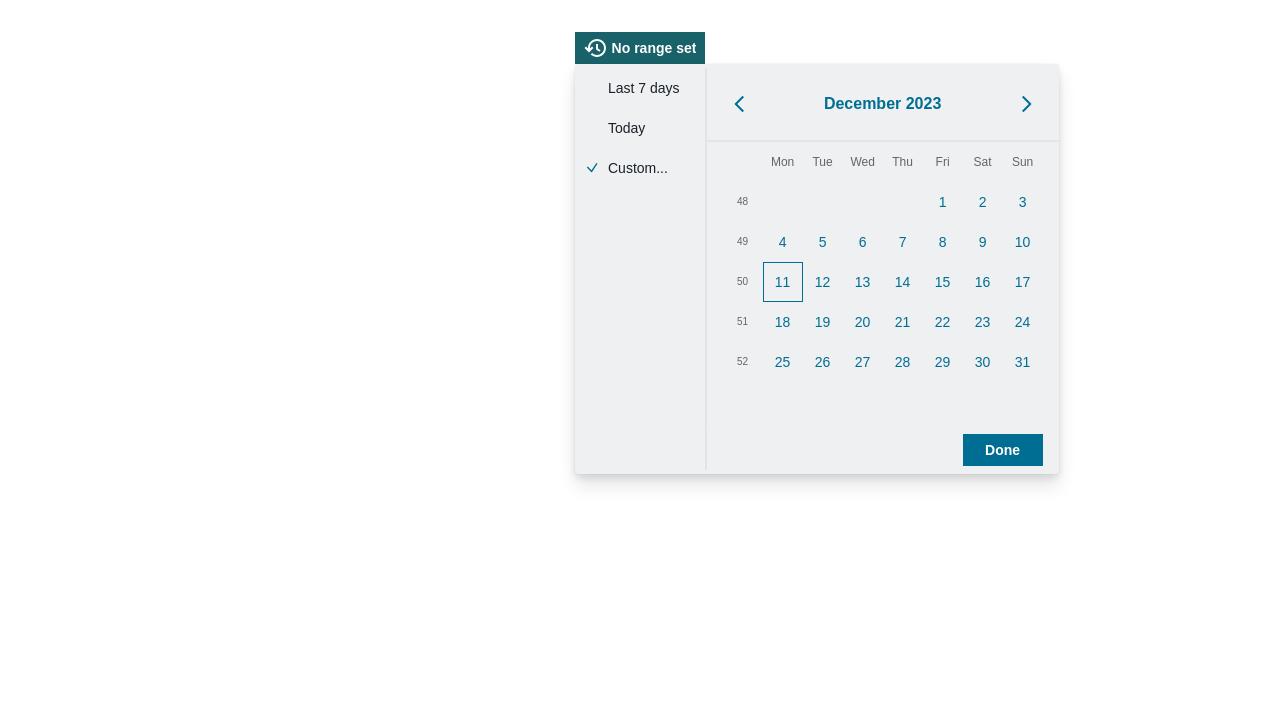 No range set
Last 7 days
Today
Custom...
December 2023
Mon Tue Wed Thu Fri Sat Sun
48 1 2 3
49 4 5 6 7 8 9 10
50 11 12 13 14 15 16 17
51 18 19 20 21 22 23 24
52 25 26 27 28 29 30 31
Done